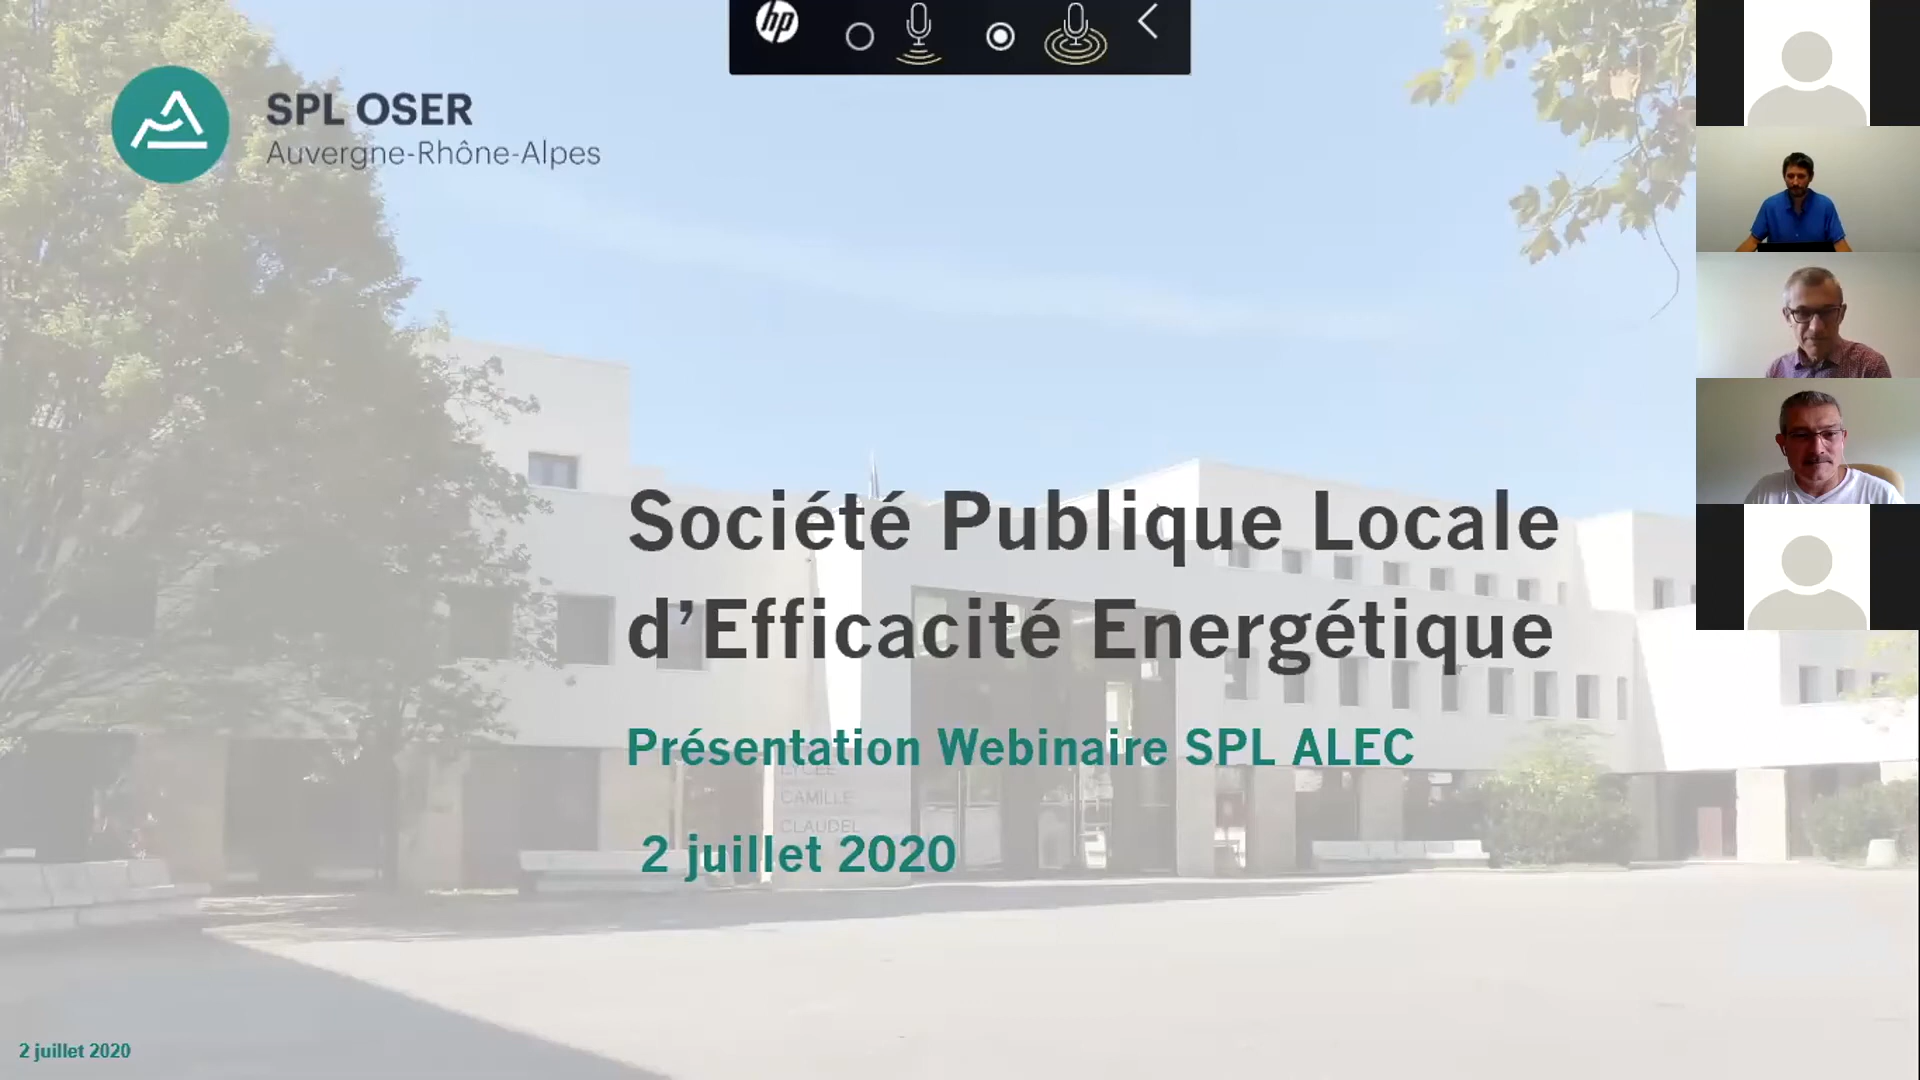 hp
SPL OSER
Auvergne-Rhône-Alpes
Société Publique Locale
d’Efficacité Energétique
Présentation Webinaire SPL ALEC
LYCÉE
CAMILLE
CLAUDEL
2 juillet 2020
2 juillet 2020